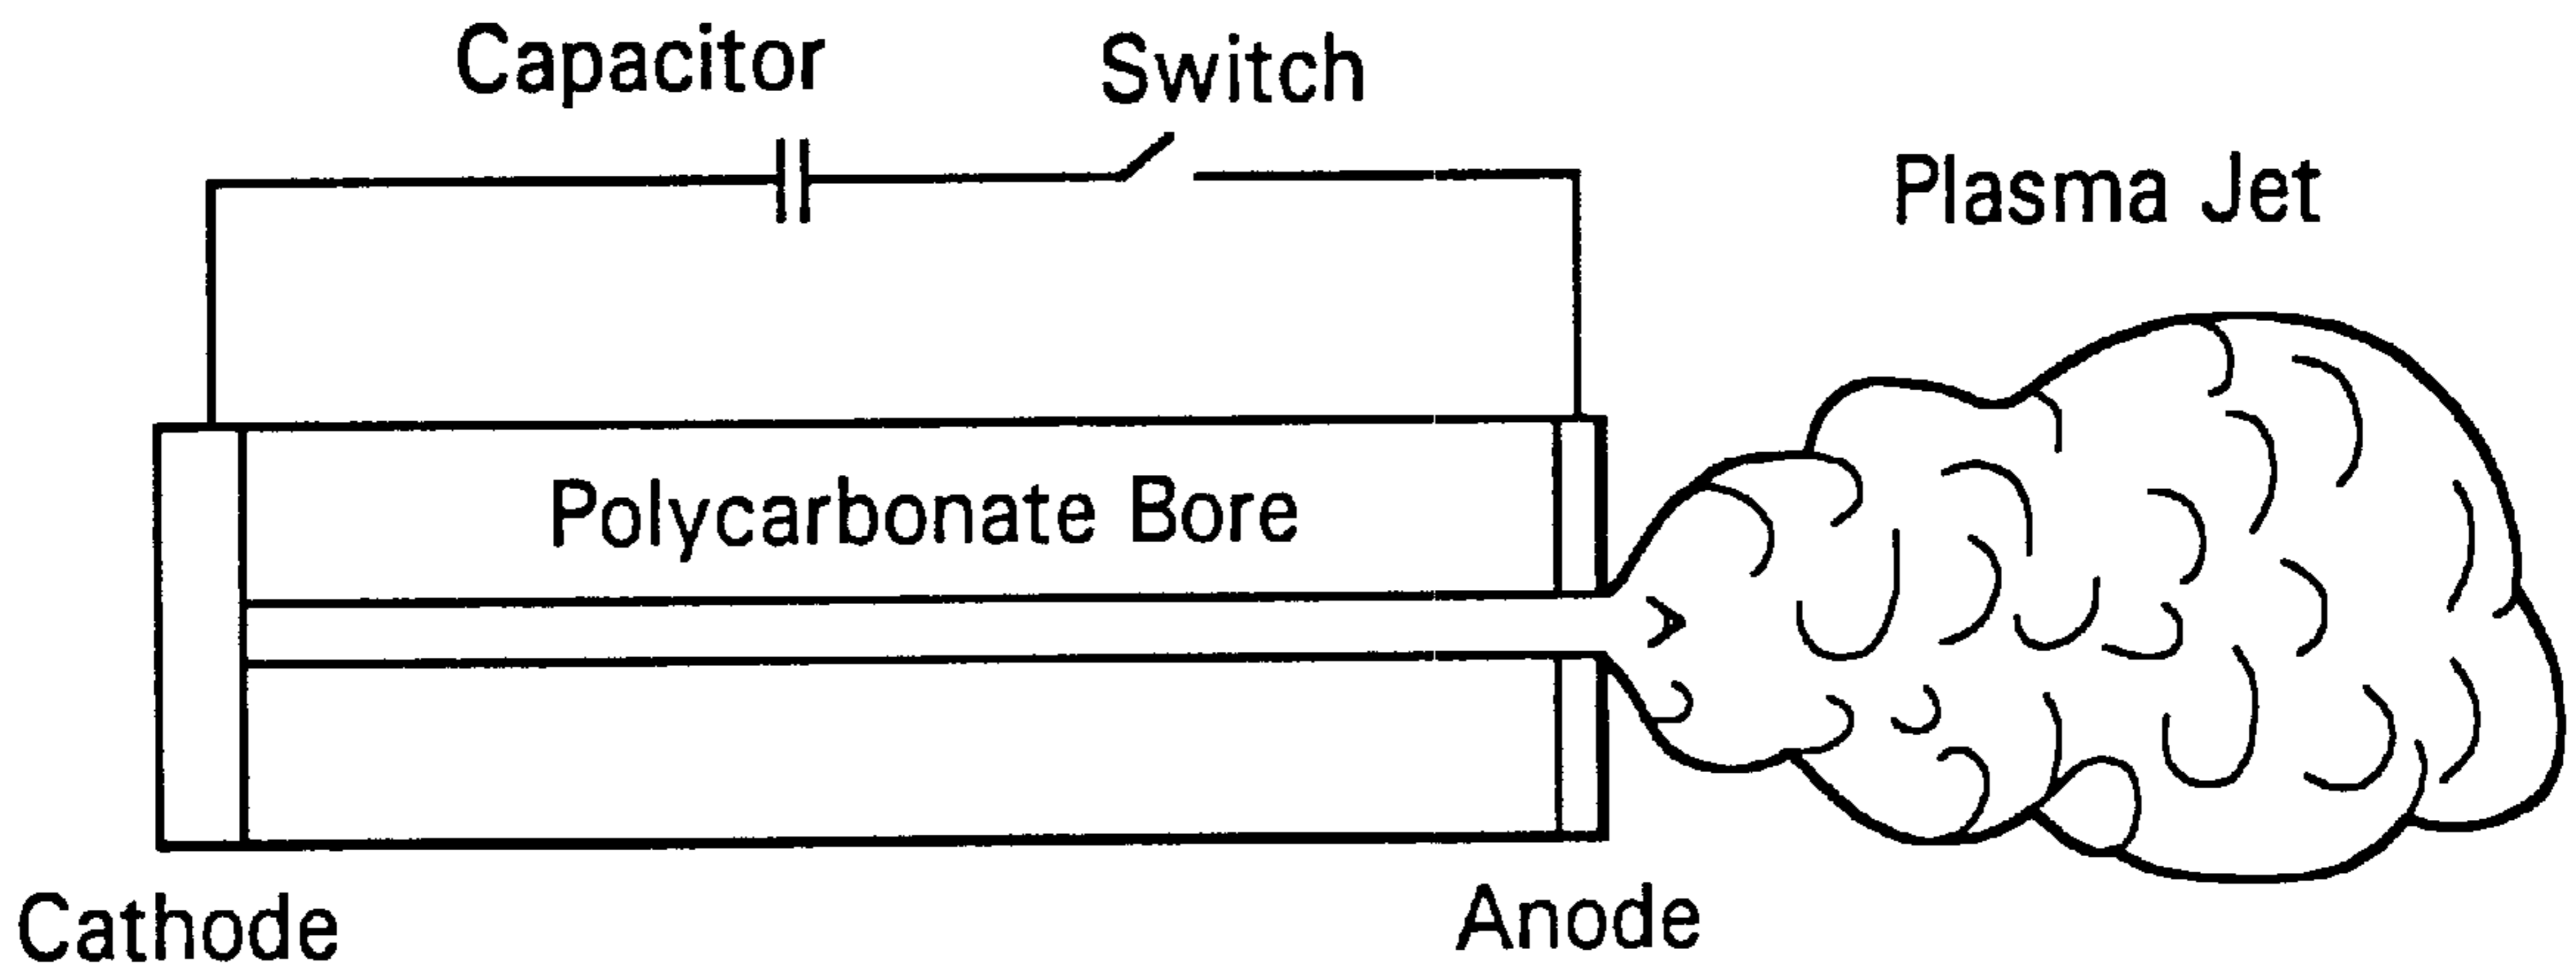 Capacitor
Switch
Plasma Jet
Polycarbonate Bore
Cathode
Anode